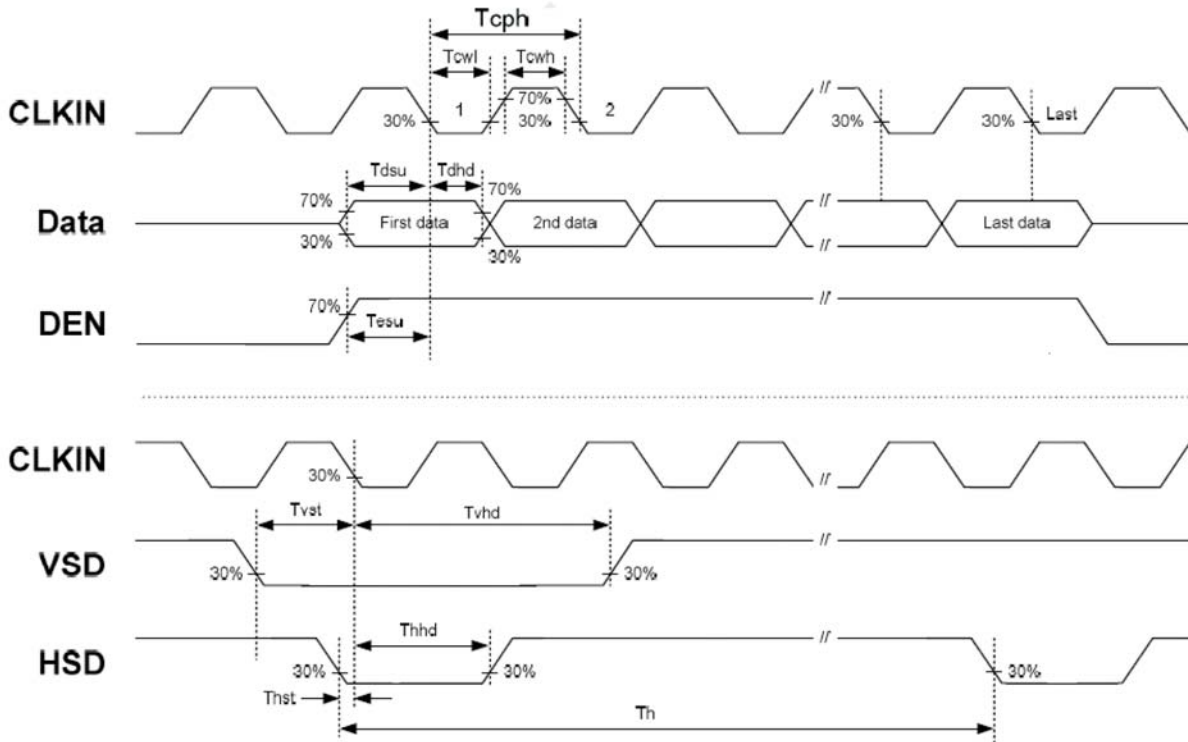 Tcph
Tcwl Tcwh
CLKIN 30% 1 70% 30% 2 // 30% 30% Last
Tdsu Tdhd
Data 70% 30% First data 70% 30% 2nd data // // Last data
DEN 70% Tesu //
CLKIN 30% //
Tvst Tvhd
VSD 30% 30% //
Thhd
HSD 30% 30% // 30%
Thst
Th